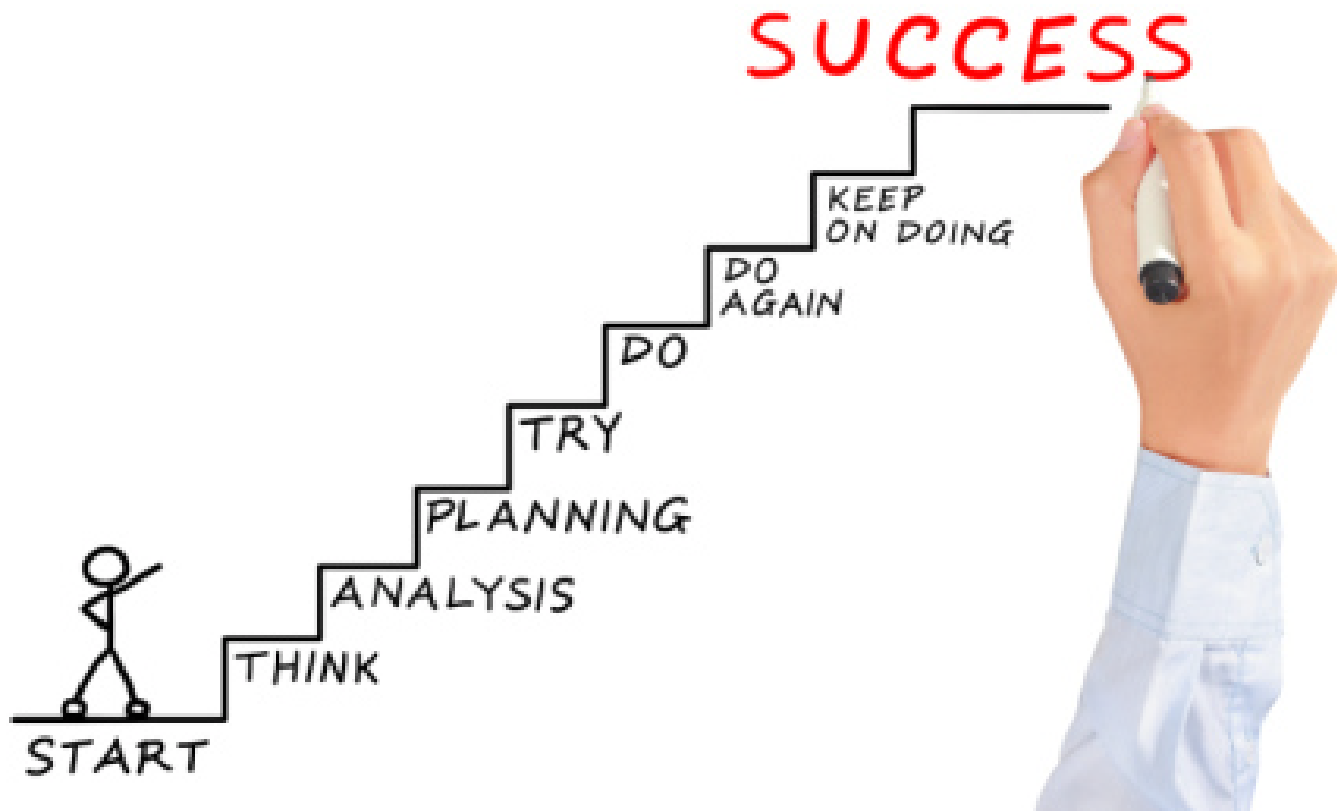 SUCCESS
KEEP
ON DOING
DO
AGAIN
DO
TRY
PLANNING
ANALYSIS
THINK
START